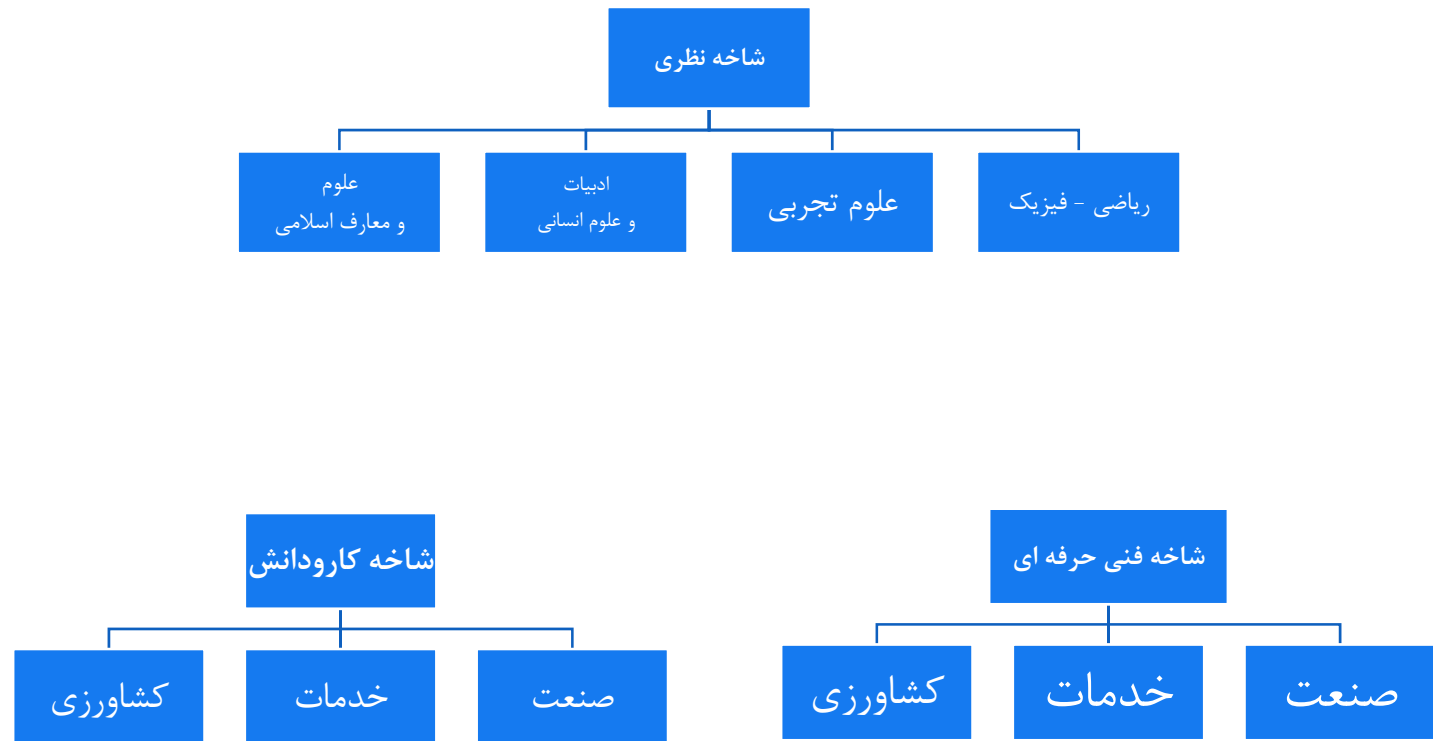 شاخه نظری
ریاضی - فیزیک
علوم تجربی
ادبیات
و علوم انسانی
علوم
و معارف اسلامی
شاخه فنی حرفه ای
صنعت
خدمات
کشاورزی
شاخه کارودانش
صنعت
خدمات
کشاورزی